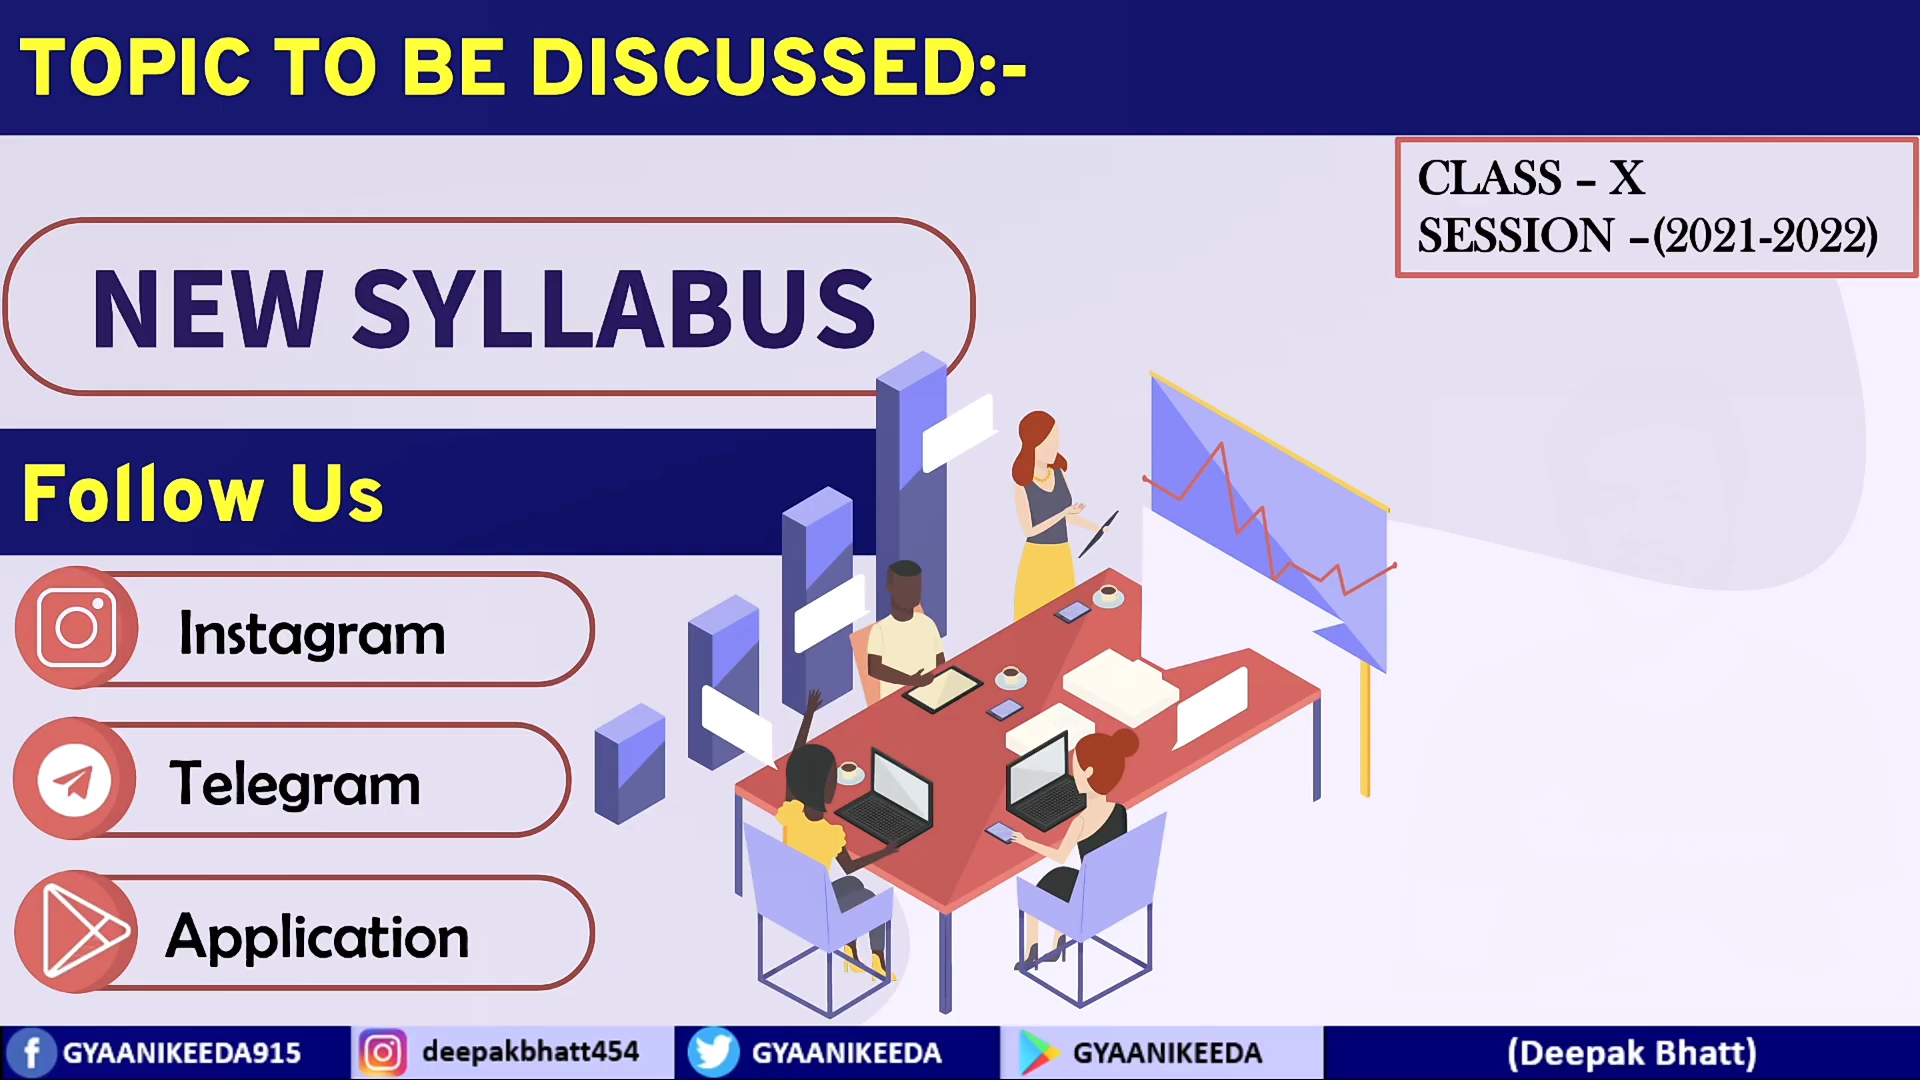 TOPIC TO BE DISCUSSED:-
CLASS – X
SESSION –(2021-2022)
NEW SYLLABUS
Follow Us
Instagram
Telegram
Application
GYAANIKEEDA915
deepakbhatt454
GYAANIKEEDA
GYAANIKEEDA
(Deepak Bhatt)